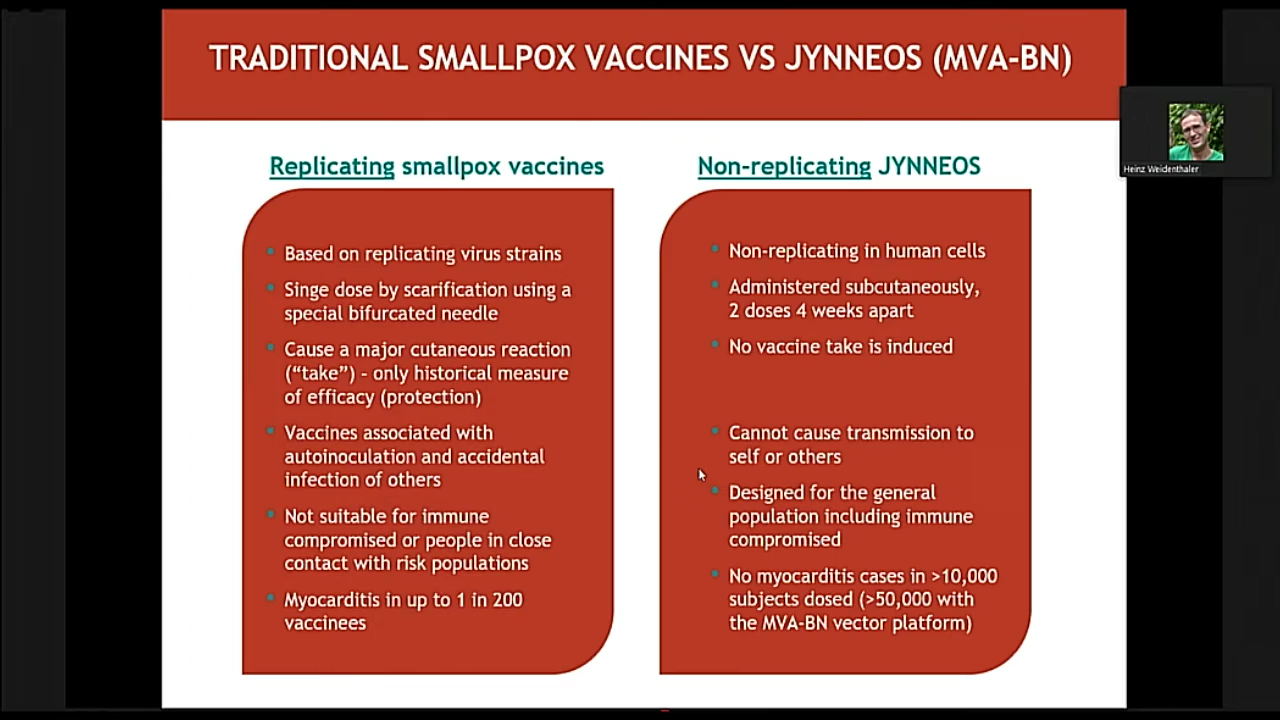 TRADITIONAL SMALLPOX VACCINES VS JYNNEOS (MVA-BN)
Heinz Weidenthaler
Replicating smallpox vaccines
Based on replicating virus strains
Singe dose by scarification using a
special bifurcated needle
Cause a major cutaneous reaction
(“take”) - only historical measure
of efficacy (protection)
Vaccines associated with
autoinoculation and accidental
infection of others
Not suitable for immune
compromised or people in close
contact with risk populations
Myocarditis in up to 1 in 200
vaccinees
Non-replicating JYNNEOS
Non-replicating in human cells
Administered subcutaneously,
2 doses 4 weeks apart
No vaccine take is induced
Cannot cause transmission to
self or others
Designed for the general
population including immune
compromised
No myocarditis cases in >10,000
subjects dosed (>50,000 with
the MVA-BN vector platform)